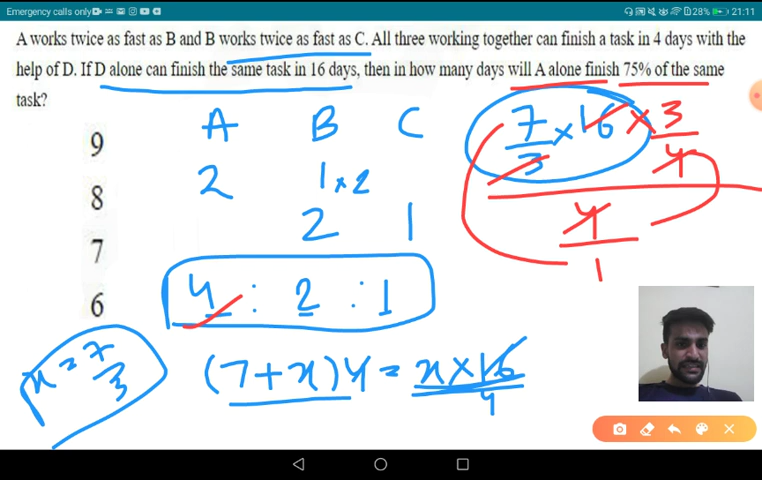 Emergency calls only 28% 21:11
A works twice as fast as B and B works twice as fast as C. All three working together can finish a task in 4 days with the
help of D. If D alone can finish the same task in 16 days, then in how many days will A alone finish 75% of the same
task?
A B C
9
8
7
6
2 1×2
2 1
4 : 2 : 1
(7+x)4 = x×16
4
x = 7/3
7/3 × 16 × 3/4
4
1